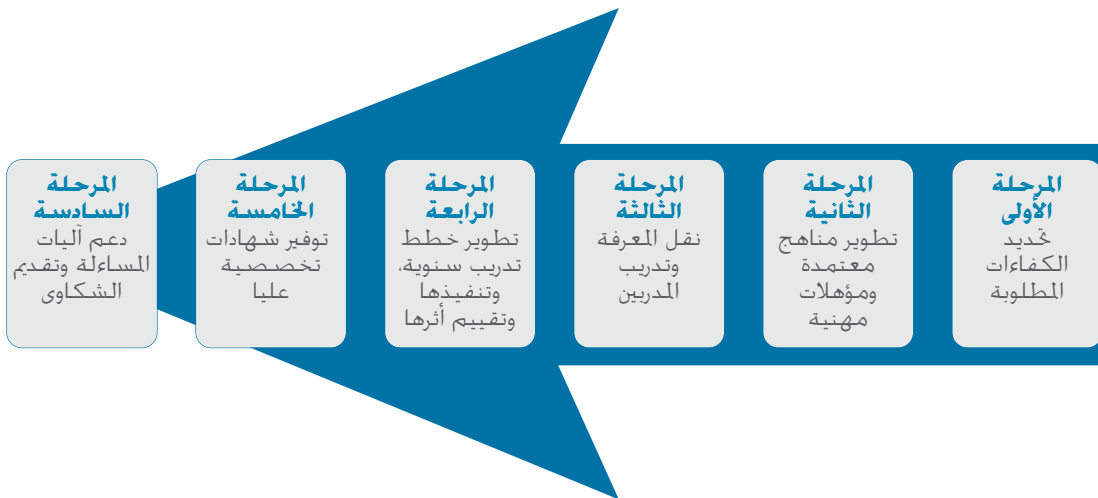 المرحلة
الأولى
تحديد
الكفاءات
المطلوبة
المرحلة
الثانية
تطوير مناهج
معتمدة
ومؤهلات
مهنية
المرحلة
الثالثة
نقل المعرفة
وتدريب
المدربين
المرحلة
الرابعة
تطوير خطط
تدريب سنوية،
وتنفيذها
وتقييم أثرها
المرحلة
الخامسة
توفير شهادات
تخصصية
عليا
المرحلة
السادسة
دعم آليات
المساءلة وتقديم
الشكاوى